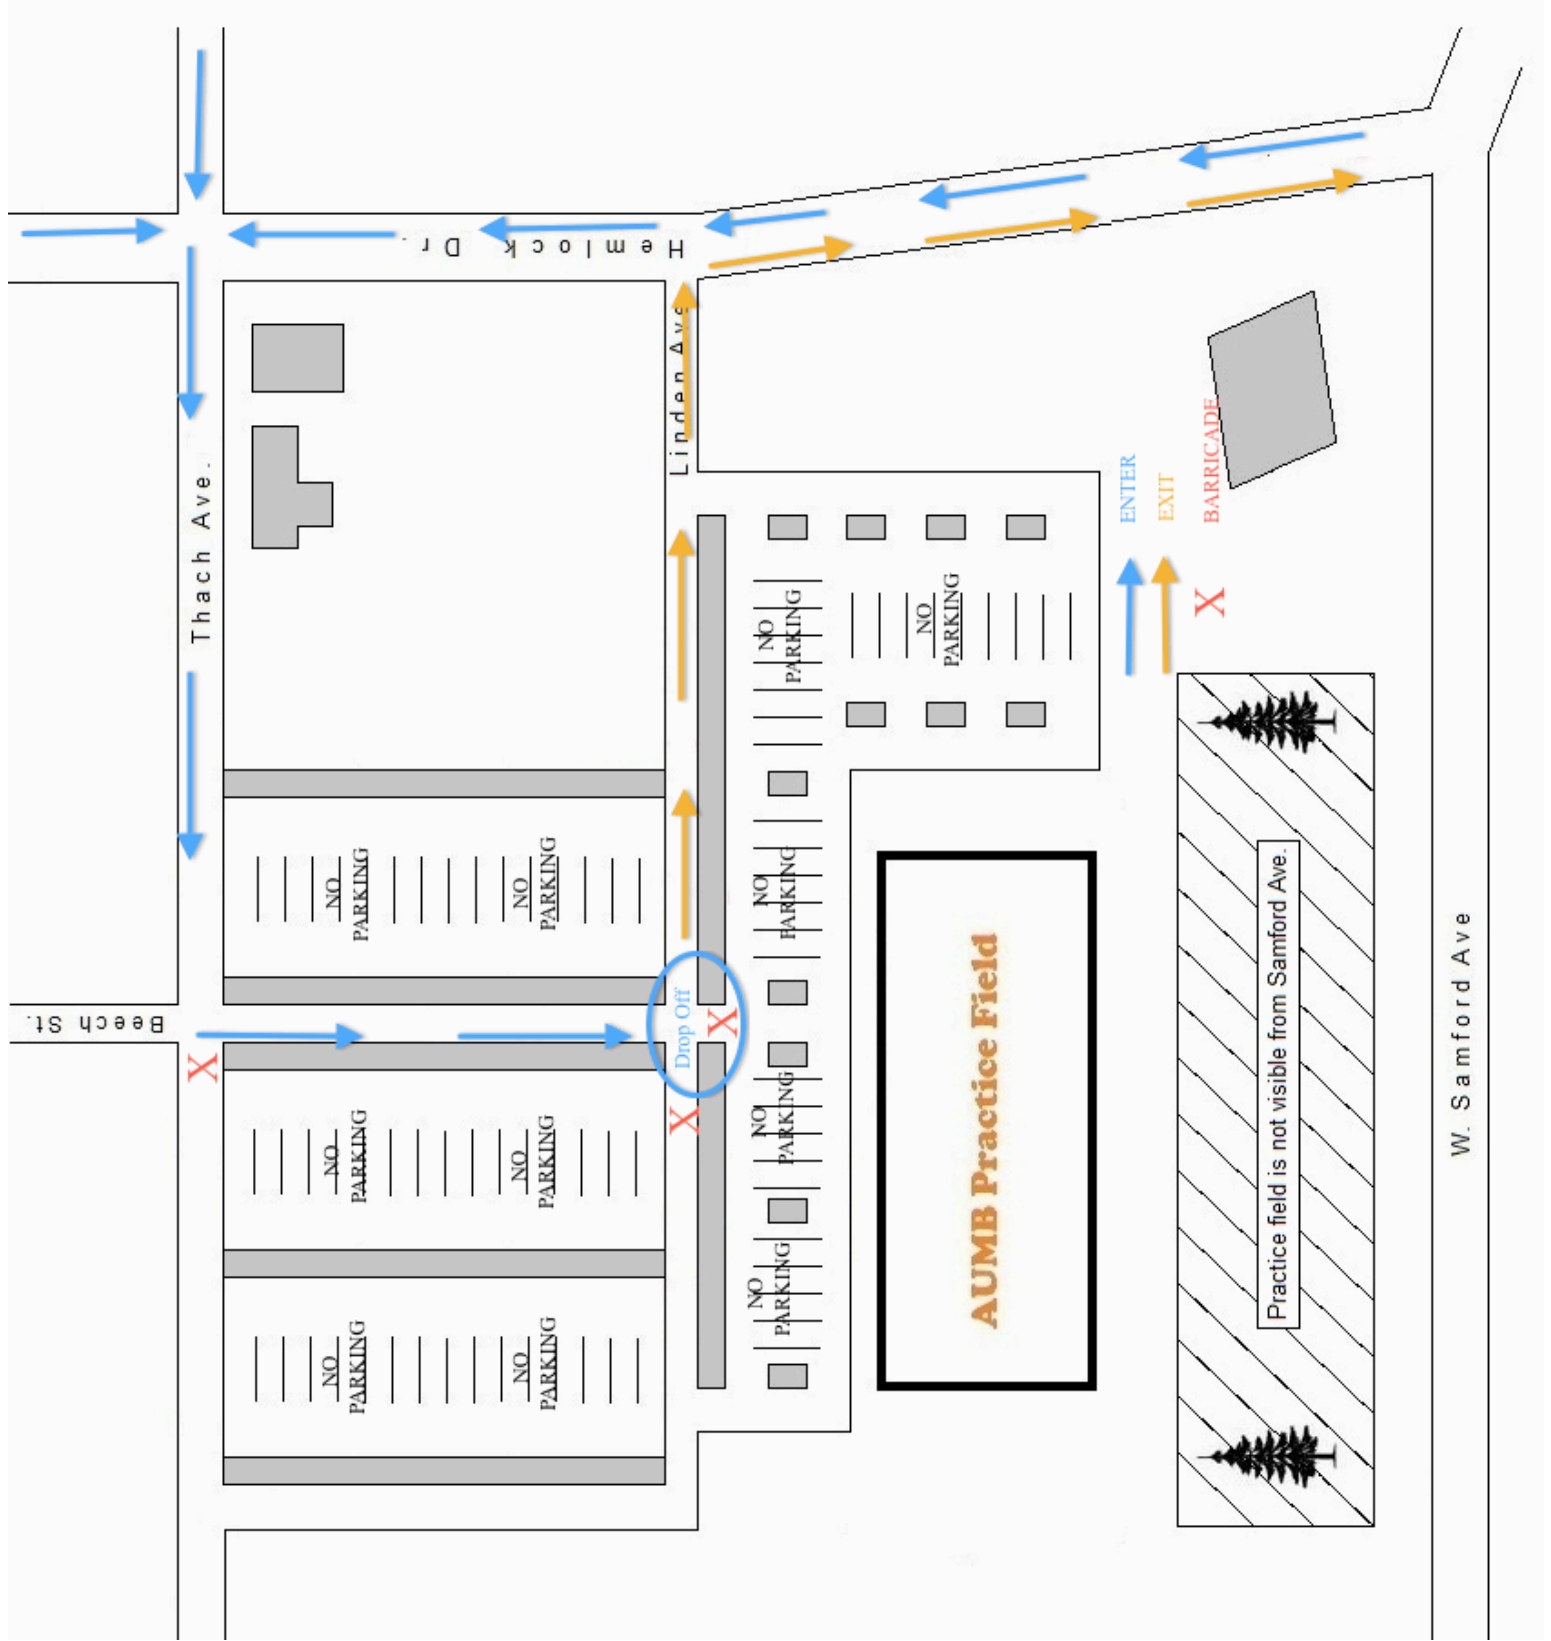 Hemlock Dr.
Linden Ave
Thach Ave.
ENTER
EXIT
BARRICADE
X
NO
PARKING
NO
PARKING
NO
PARKING
NO
PARKING
NO
PARKING
Beech St.
Drop Off
X
X
X
NO
PARKING
NO
PARKING
NO
PARKING
NO
PARKING
NO
PARKING
NO
PARKING
AUMB Practice Field
Practice field is not visible from Samford Ave.
W. Samford Ave